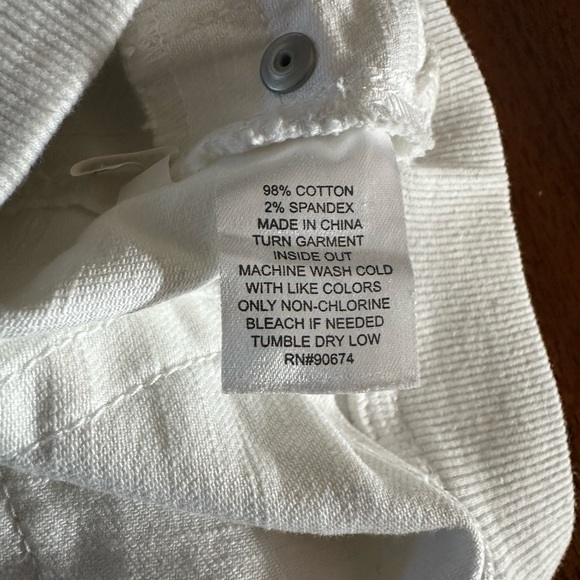 98% COTTON
2% SPANDEX
MADE IN CHINA
TURN GARMENT
INSIDE OUT
MACHINE WASH COLD
WITH LIKE COLORS
ONLY NON-CHLORINE
BLEACH IF NEEDED
TUMBLE DRY LOW
RN#90674